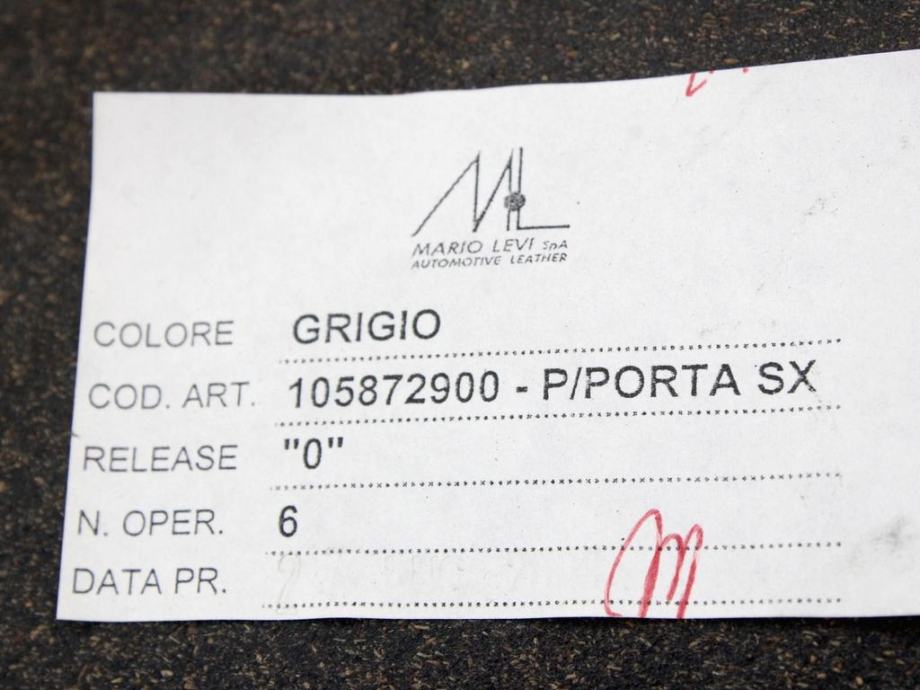 ML
MARIO LEVI SpA
AUTOMOTIVE LEATHER
COLORE GRIGIO
COD. ART. 105872900 - P/PORTA SX
RELEASE "0"
N. OPER. 6
DATA PR.